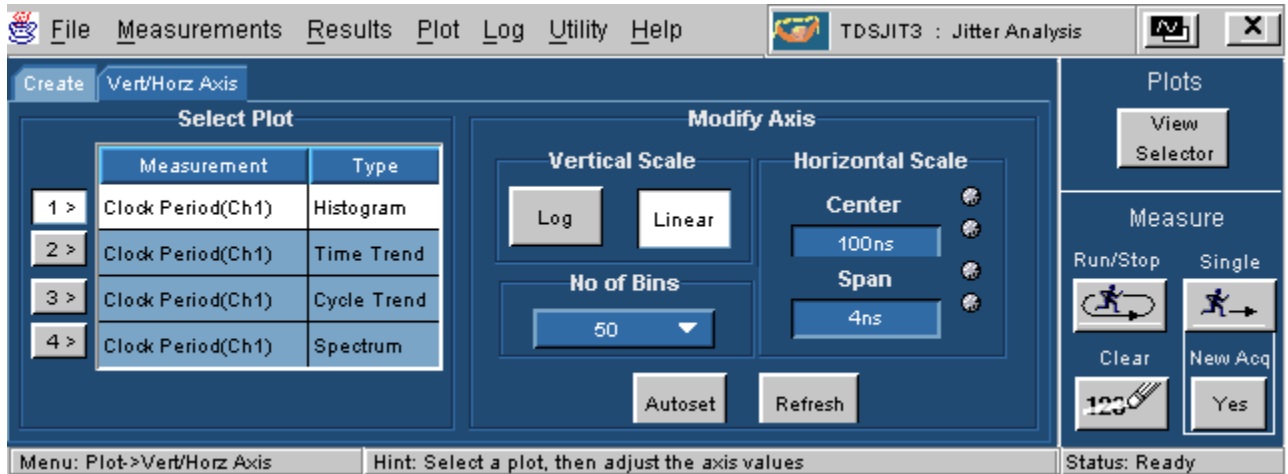 File Measurements Results Plot Log Utility Help TDSJIT3 : Jitter Analysis X
Create Vert/Horz Axis
Select Plot
Measurement Type
1 > Clock Period(Ch1) Histogram
2 > Clock Period(Ch1) Time Trend
3 > Clock Period(Ch1) Cycle Trend
4 > Clock Period(Ch1) Spectrum
Modify Axis
Vertical Scale
Log Linear
No of Bins
50
Horizontal Scale
Center
100ns
Span
4ns
Autoset Refresh
Plots
View
Selector
Measure
Run/Stop Single
Clear New Acq
123 Yes
Menu: Plot->Vert/Horz Axis Hint: Select a plot, then adjust the axis values Status: Ready